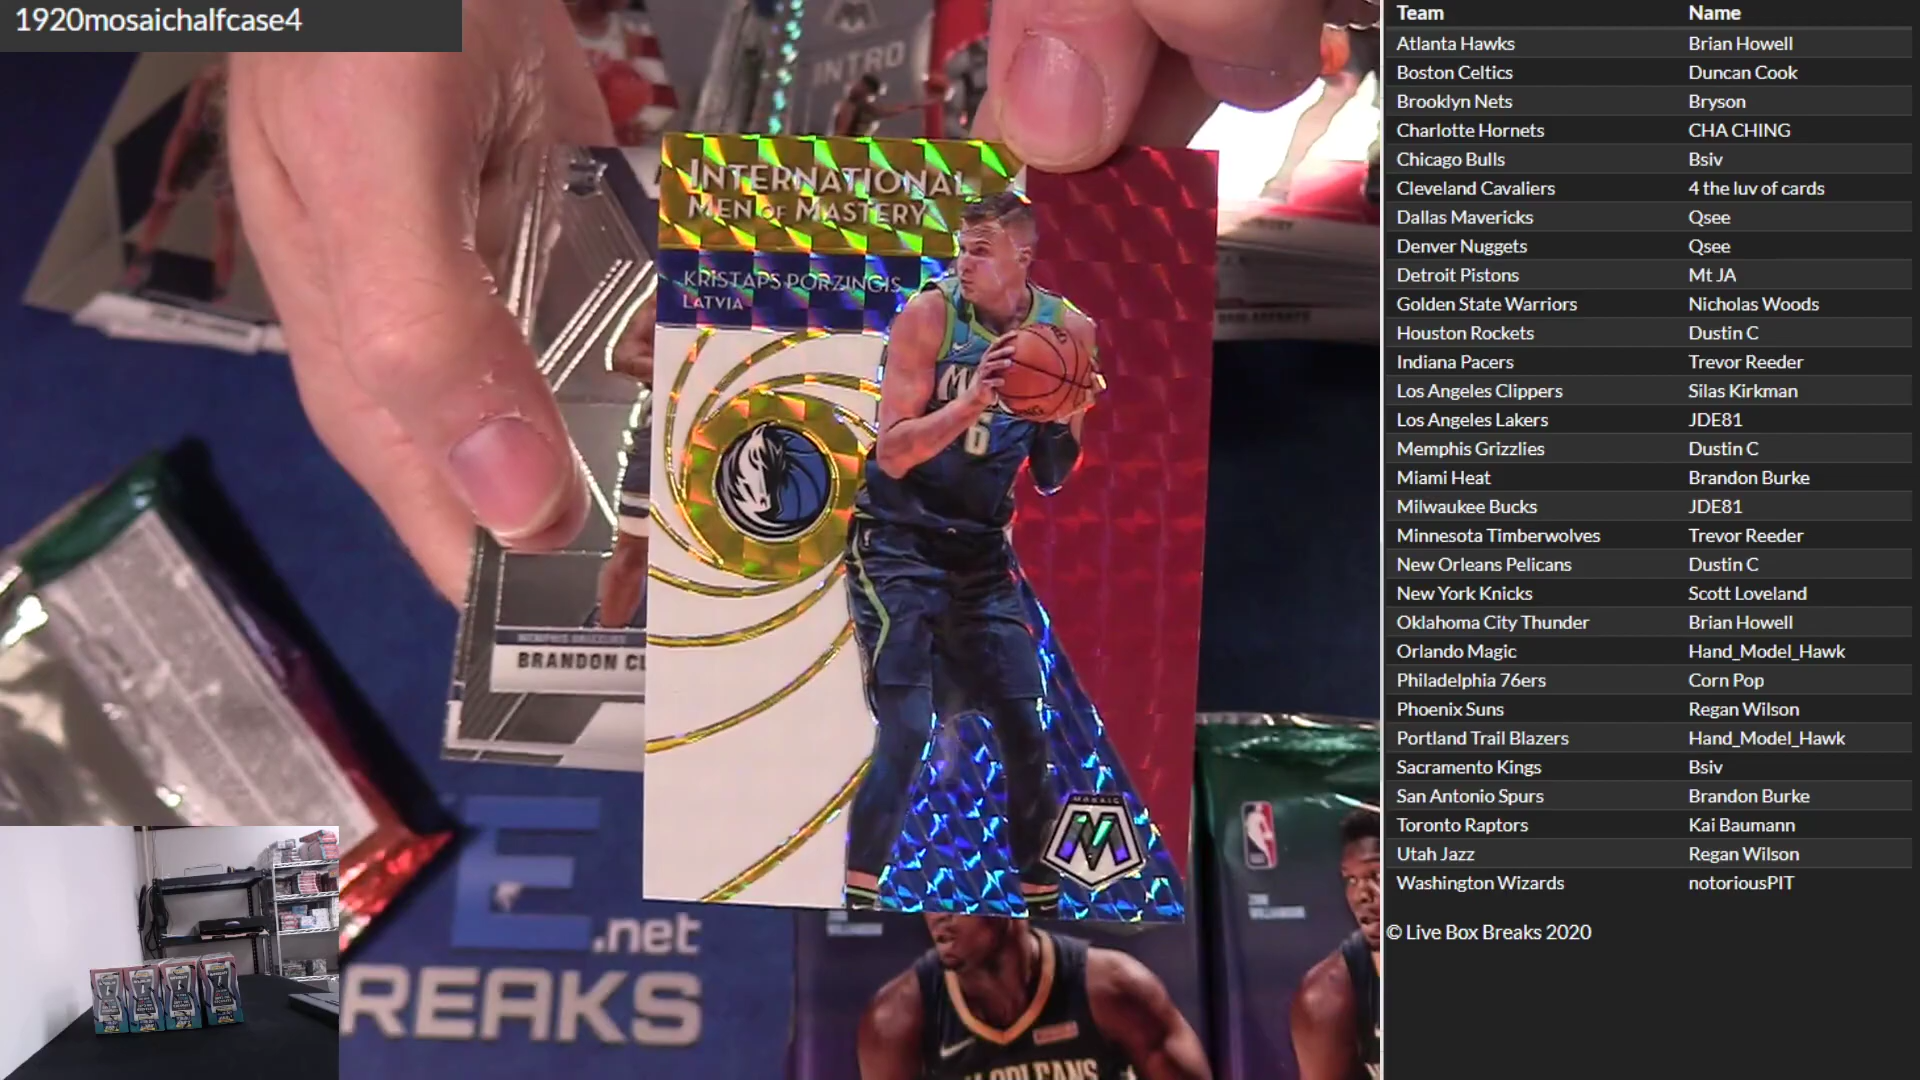 1920mosaichalfcase4
INTRO
INTERNATIONAL
MEN OF MASTERY
KRISTAPS PORZINGIS
LATVIA
6
MOSAIC
M
MEMPHIS GRIZZLIES
BRANDON CL
E
.net
REAKS
Team Name
Atlanta Hawks Brian Howell
Boston Celtics Duncan Cook
Brooklyn Nets Bryson
Charlotte Hornets CHA CHING
Chicago Bulls Bsiv
Cleveland Cavaliers 4 the luv of cards
Dallas Mavericks Qsee
Denver Nuggets Qsee
Detroit Pistons Mt JA
Golden State Warriors Nicholas Woods
Houston Rockets Dustin C
Indiana Pacers Trevor Reeder
Los Angeles Clippers Silas Kirkman
Los Angeles Lakers JDE81
Memphis Grizzlies Dustin C
Miami Heat Brandon Burke
Milwaukee Bucks JDE81
Minnesota Timberwolves Trevor Reeder
New Orleans Pelicans Dustin C
New York Knicks Scott Loveland
Oklahoma City Thunder Brian Howell
Orlando Magic Hand_Model_Hawk
Philadelphia 76ers Corn Pop
Phoenix Suns Regan Wilson
Portland Trail Blazers Hand_Model_Hawk
Sacramento Kings Bsiv
San Antonio Spurs Brandon Burke
Toronto Raptors Kai Baumann
Utah Jazz Regan Wilson
Washington Wizards notoriousPIT
© Live Box Breaks 2020